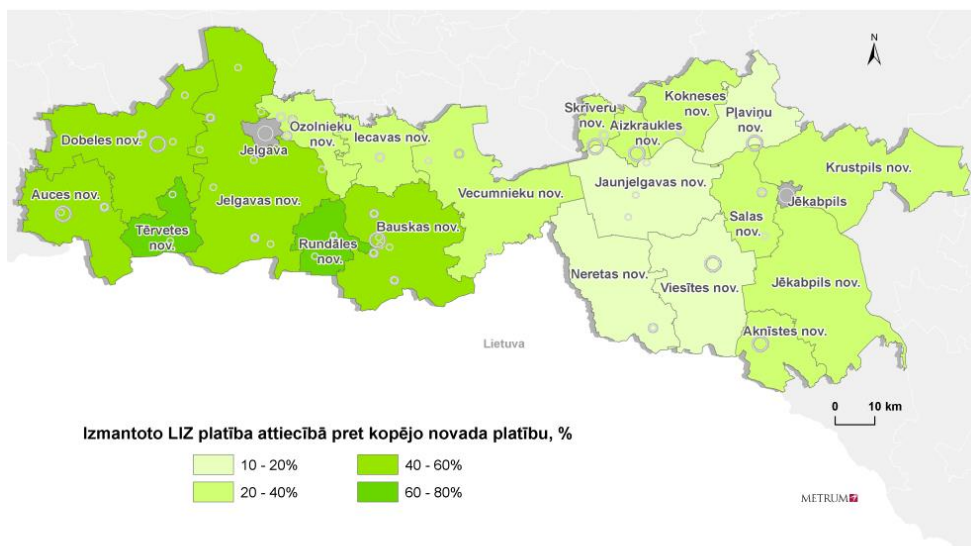 N
Skrīveru
nov.
Kokneses
nov.
Aizkraukles
nov.
Pļaviņu
nov.
Dobeles nov.
Jelgava
Ozolnieku
nov.
Iecavas nov.
Krustpils nov.
Auces nov.
Jelgavas nov.
Vecumnieku nov.
Jaunjelgavas nov.
Jēkabpils
Tērvetes
nov.
Rundāles
nov.
Bauskas nov.
Salas
nov.
Neretas nov.
Viesītes nov.
Jēkabpils nov.
Aknīstes nov.
Lietuva
0 10 km
Izmantoto LIZ platība attiecībā pret kopējo novada platību, %
10 - 20%
40 - 60%
20 - 40%
60 - 80%
METRUM